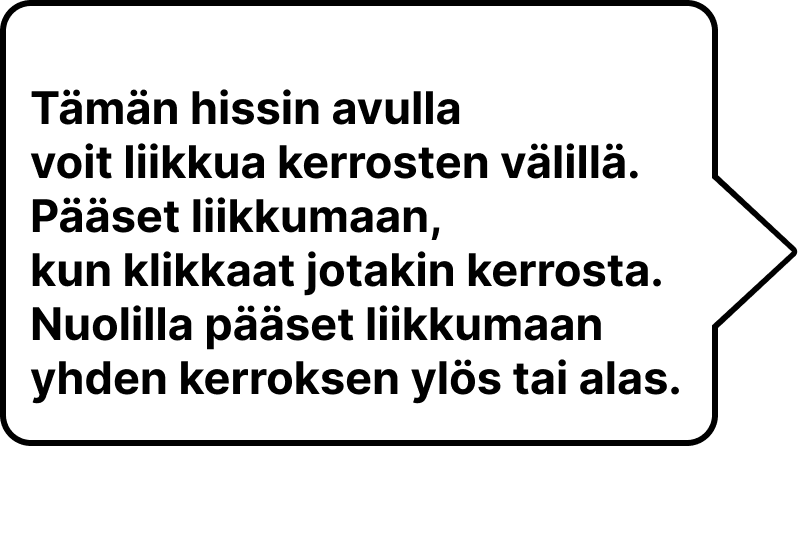 Tämän hissin avulla
voit liikkua kerrosten välillä.
Pääset liikkumaan,
kun klikkaat jotakin kerrosta.
Nuolilla pääset liikkumaan
yhden kerroksen ylös tai alas.